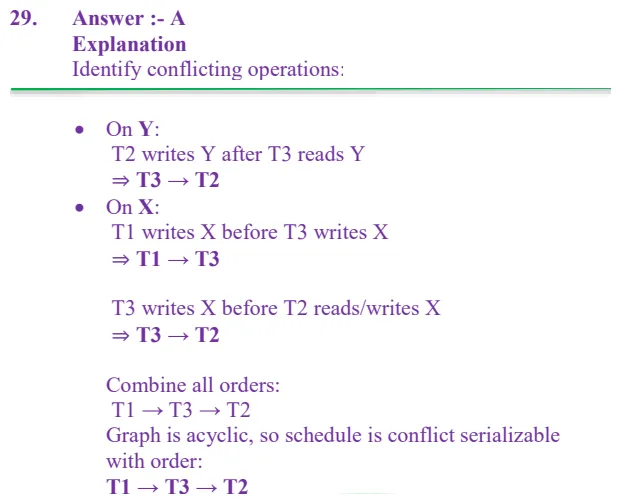 29. Answer :- A
Explanation
Identify conflicting operations:
• On Y:
T2 writes Y after T3 reads Y
⇒ T3 → T2
• On X:
T1 writes X before T3 writes X
⇒ T1 → T3
T3 writes X before T2 reads/writes X
⇒ T3 → T2
Combine all orders:
T1 → T3 → T2
Graph is acyclic, so schedule is conflict serializable
with order:
T1 → T3 → T2